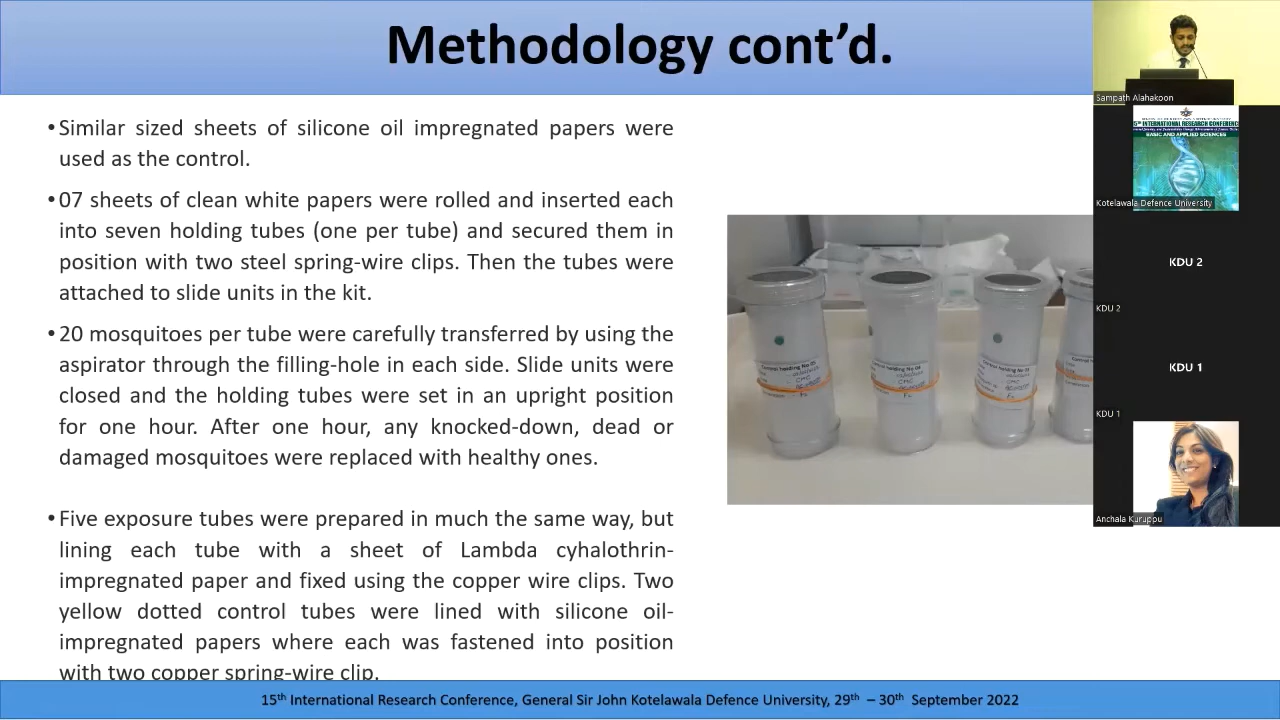 Methodology cont’d.
•Similar sized sheets of silicone oil impregnated papers were
used as the control.
•07 sheets of clean white papers were rolled and inserted each
into seven holding tubes (one per tube) and secured them in
position with two steel spring-wire clips. Then the tubes were
attached to slide units in the kit.
•20 mosquitoes per tube were carefully transferred by using the
aspirator through the filling-hole in each side. Slide units were
closed and the holding tubes were set in an upright position
for one hour. After one hour, any knocked-down, dead or
damaged mosquitoes were replaced with healthy ones.
•Five exposure tubes were prepared in much the same way, but
lining each tube with a sheet of Lambda cyhalothrin-
impregnated paper and fixed using the copper wire clips. Two
yellow dotted control tubes were lined with silicone oil-
impregnated papers where each was fastened into position
with two copper spring-wire clip.
15th International Research Conference, General Sir John Kotelawala Defence University, 29th – 30th September 2022
Sampath Alahakoon
15th INTERNATIONAL RESEARCH CONFERENCE
BASIC AND APPLIED SCIENCES
Kotelawala Defence University
KDU 2
KDU 2
KDU 1
KDU 1
Anchala Kuruppu